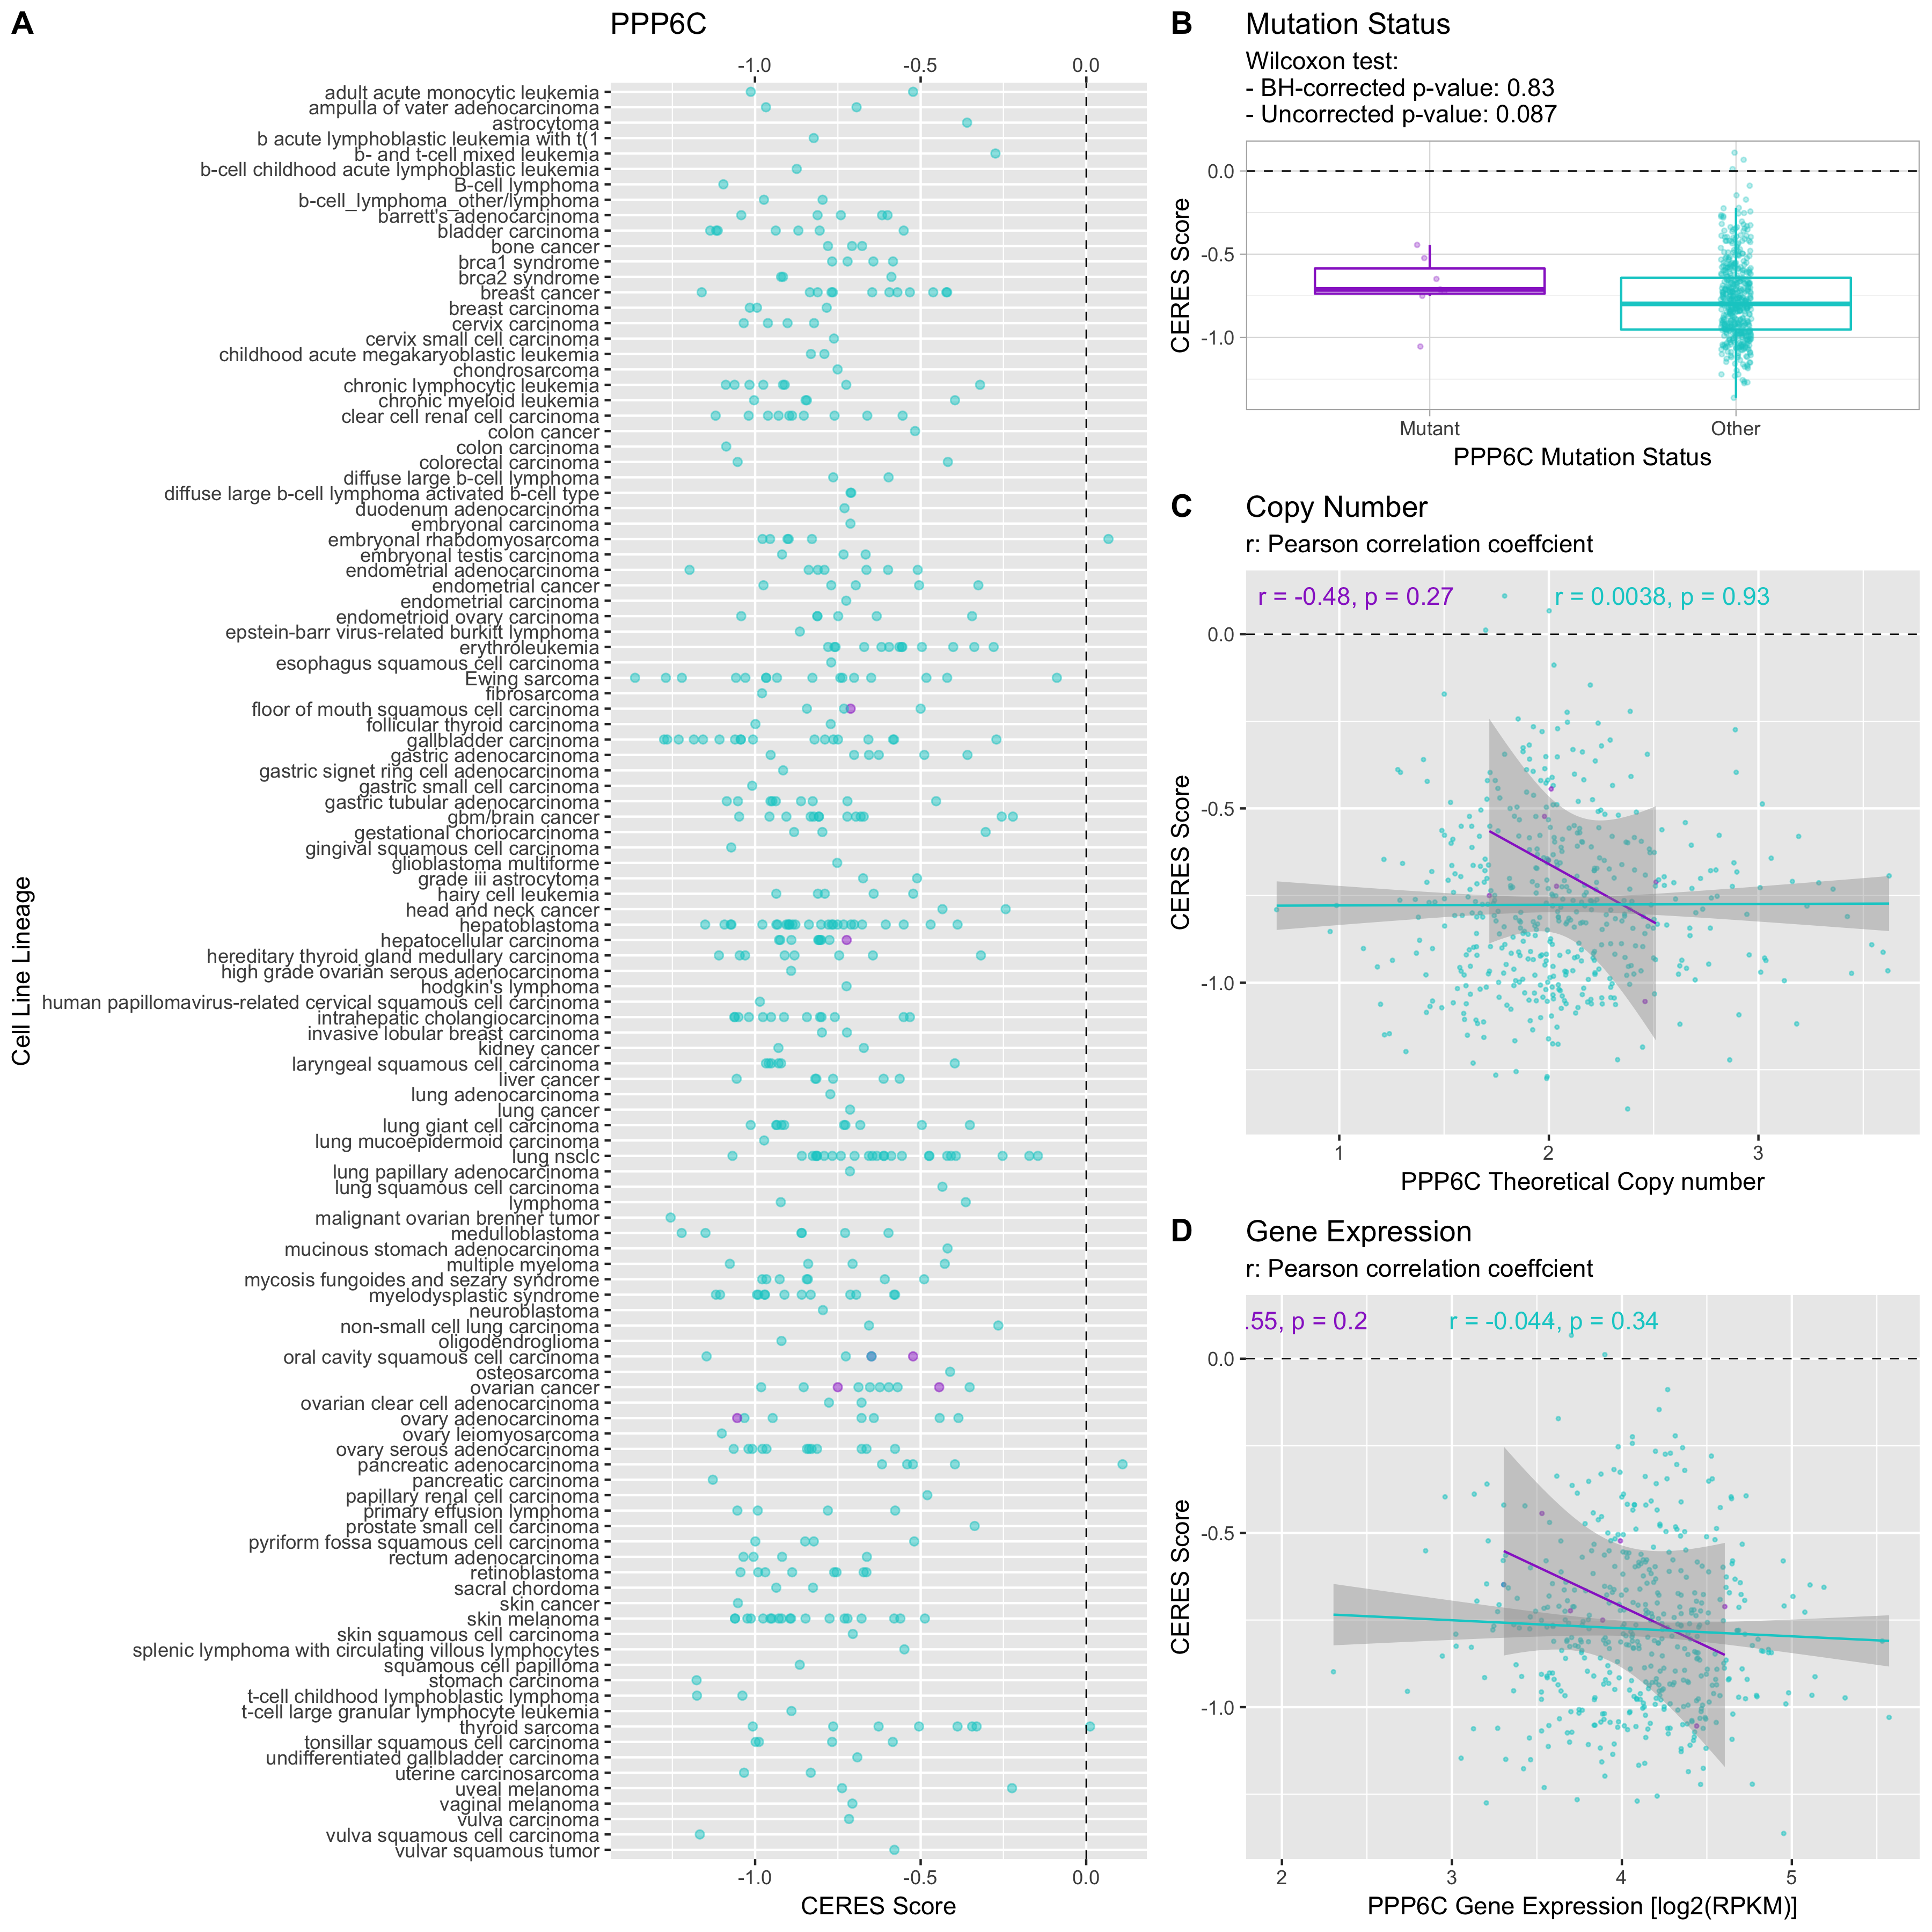 A
PPP6C
-1.0 -0.5 0.0
Cell Line Lineage
adult acute monocytic leukemia
ampulla of vater adenocarcinoma
astrocytoma
b acute lymphoblastic leukemia with t(1
b- and t-cell mixed leukemia
b-cell childhood acute lymphoblastic leukemia
B-cell lymphoma
b-cell_lymphoma_other/lymphoma
barrett's adenocarcinoma
bladder carcinoma
bone cancer
brca1 syndrome
brca2 syndrome
breast cancer
breast carcinoma
cervix carcinoma
cervix small cell carcinoma
childhood acute megakaryoblastic leukemia
chondrosarcoma
chronic lymphocytic leukemia
chronic myeloid leukemia
clear cell renal cell carcinoma
colon cancer
colon carcinoma
colorectal carcinoma
diffuse large b-cell lymphoma
diffuse large b-cell lymphoma activated b-cell type
duodenum adenocarcinoma
embryonal carcinoma
embryonal rhabdomyosarcoma
embryonal testis carcinoma
endometrial adenocarcinoma
endometrial cancer
endometrial carcinoma
endometrioid ovary carcinoma
epstein-barr virus-related burkitt lymphoma
erythroleukemia
esophagus squamous cell carcinoma
Ewing sarcoma
fibrosarcoma
floor of mouth squamous cell carcinoma
follicular thyroid carcinoma
gallbladder carcinoma
gastric adenocarcinoma
gastric signet ring cell adenocarcinoma
gastric small cell carcinoma
gastric tubular adenocarcinoma
gbm/brain cancer
gestational choriocarcinoma
gingival squamous cell carcinoma
glioblastoma multiforme
grade iii astrocytoma
hairy cell leukemia
head and neck cancer
hepatoblastoma
hepatocellular carcinoma
hereditary thyroid gland medullary carcinoma
high grade ovarian serous adenocarcinoma
hodgkin's lymphoma
human papillomavirus-related cervical squamous cell carcinoma
intrahepatic cholangiocarcinoma
invasive lobular breast carcinoma
kidney cancer
laryngeal squamous cell carcinoma
liver cancer
lung adenocarcinoma
lung cancer
lung giant cell carcinoma
lung mucoepidermoid carcinoma
lung nsclc
lung papillary adenocarcinoma
lung squamous cell carcinoma
lymphoma
malignant ovarian brenner tumor
medulloblastoma
mucinous stomach adenocarcinoma
multiple myeloma
mycosis fungoides and sezary syndrome
myelodysplastic syndrome
neuroblastoma
non-small cell lung carcinoma
oligodendroglioma
oral cavity squamous cell carcinoma
osteosarcoma
ovarian cancer
ovarian clear cell adenocarcinoma
ovary adenocarcinoma
ovary leiomyosarcoma
ovary serous adenocarcinoma
pancreatic adenocarcinoma
pancreatic carcinoma
papillary renal cell carcinoma
primary effusion lymphoma
prostate small cell carcinoma
pyriform fossa squamous cell carcinoma
rectum adenocarcinoma
retinoblastoma
sacral chordoma
skin cancer
skin melanoma
skin squamous cell carcinoma
splenic lymphoma with circulating villous lymphocytes
squamous cell papilloma
stomach carcinoma
t-cell childhood lymphoblastic lymphoma
t-cell large granular lymphocyte leukemia
thyroid sarcoma
tonsillar squamous cell carcinoma
undifferentiated gallbladder carcinoma
uterine carcinosarcoma
uveal melanoma
vaginal melanoma
vulva carcinoma
vulva squamous cell carcinoma
vulvar squamous tumor
-1.0 -0.5 0.0
CERES Score
B
Mutation Status
Wilcoxon test:
- BH-corrected p-value: 0.83
- Uncorrected p-value: 0.087
CERES Score
0.0
-0.5
-1.0
Mutant Other
PPP6C Mutation Status
C
Copy Number
r: Pearson correlation coeffcient
r = -0.48, p = 0.27 r = 0.0038, p = 0.93
CERES Score
0.0
-0.5
-1.0
1 2 3
PPP6C Theoretical Copy number
D
Gene Expression
r: Pearson correlation coeffcient
.55, p = 0.2 r = -0.044, p = 0.34
CERES Score
0.0
-0.5
-1.0
2 3 4 5
PPP6C Gene Expression [log2(RPKM)]